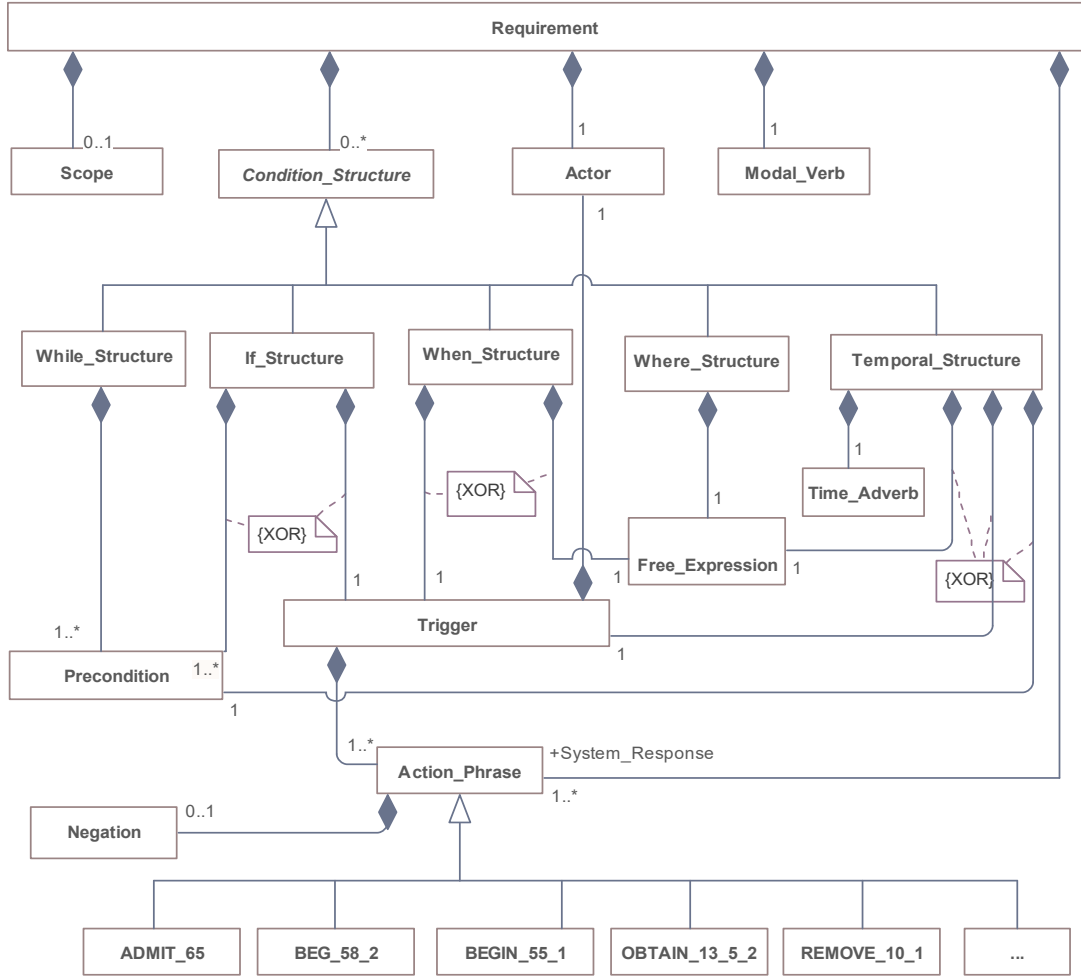 Requirement
0..1
0..*
1
1
Scope
Condition_Structure
Actor
Modal_Verb
1
While_Structure
If_Structure
When_Structure
Where_Structure
Temporal_Structure
1
Time_Adverb
{XOR}
{XOR}
1
Free_Expression
1
1
{XOR}
1
1
Trigger
1
1..*
1..*
Precondition
1
1..*
+System_Response
Action_Phrase
1..*
0..1
Negation
ADMIT_65
BEG_58_2
BEGIN_55_1
OBTAIN_13_5_2
REMOVE_10_1
...